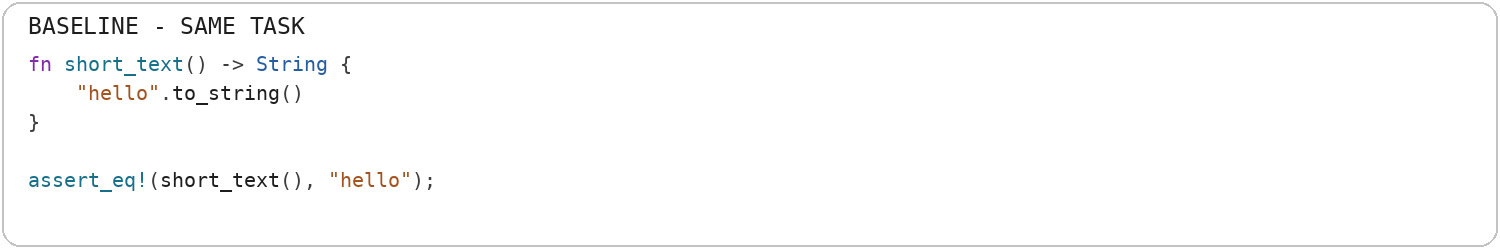 BASELINE - SAME TASK
fn short_text() -> String {
    "hello".to_string()
}
assert_eq!(short_text(), "hello");